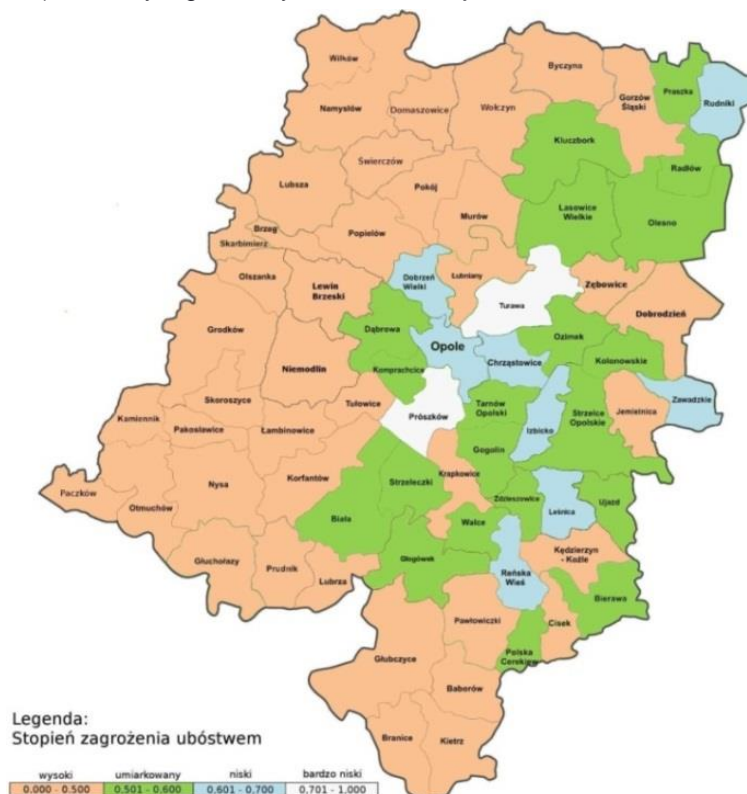 Wilków
Byczyna
Praszka
Rudniki
Gorzów
Śląski
Namysłów
Domaszowice
Wołczyn
Kluczbork
Radłów
Świerczów
Lubsza
Pokój
Lasowice
Wielkie
Olesno
Murów
Brzeg
Skarbimierz
Popielów
Olszanka
Lewin
Brzeski
Dobrzeń
Wielki
Łubniany
Turawa
Zębowice
Dobrodzień
Grodków
Dąbrowa
Opole
Ozimek
Chrząstowice
Kolonowskie
Niemodlin
Komprachcice
Skoroszyce
Tułowice
Prószków
Tarnów
Opolski
Izbicko
Strzelce
Opolskie
Jemielnica
Zawadzkie
Kamiennik
Pakosławice
Łambinowice
Gogolin
Paczków
Otmuchów
Nysa
Korfantów
Strzeleczki
Krapkowice
Zdzieszowice
Leśnica
Ujazd
Biała
Walce
Głuchołazy
Prudnik
Lubrza
Głogówek
Reńska
Wieś
Kędzierzyn
- Koźle
Bierawa
Pawłowiczki
Cisek
Głubczyce
Polska
Baborów
Branice
Kietrz
Legenda:
Stopień zagrożenia ubóstwem
wysoki umiarkowany niski bardzo niski
0,000 - 0,500 0,501 - 0,600 0,601 - 0,700 0,701 - 1,000